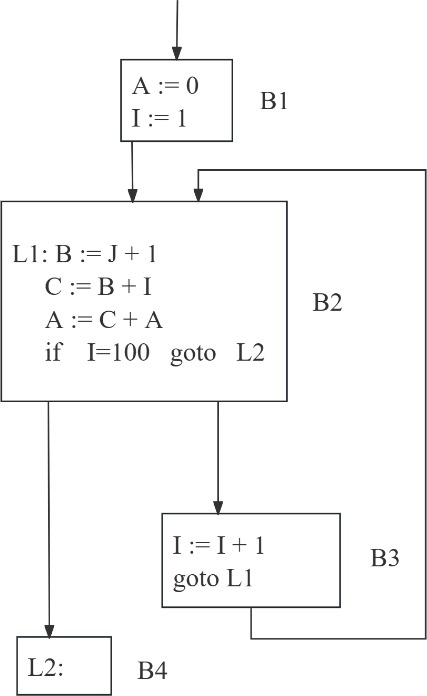 A := 0
I := 1
B1
L1: B := J + 1
C := B + I
A := C + A
if I=100 goto L2
B2
I := I + 1
goto L1
B3
L2:
B4